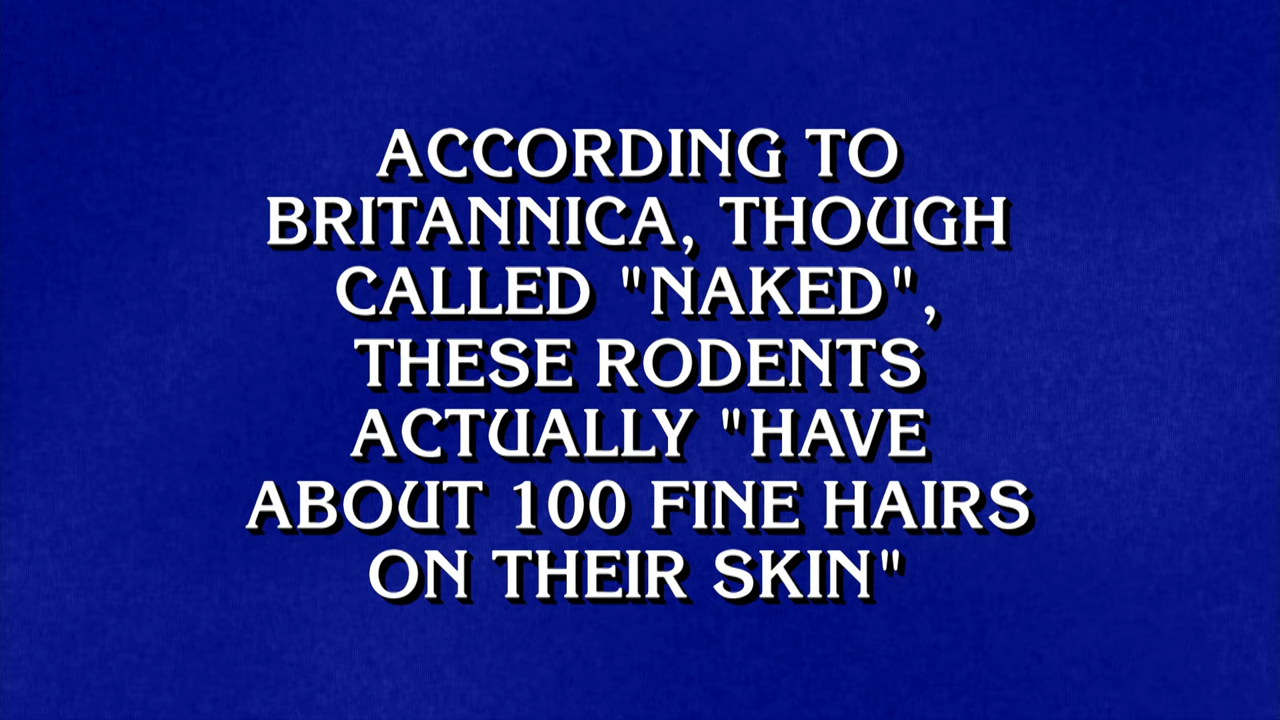 ACCORDING TO
BRITANNICA, THOUGH
CALLED "NAKED",
THESE RODENTS
ACTUALLY "HAVE
ABOUT 100 FINE HAIRS
ON THEIR SKIN"